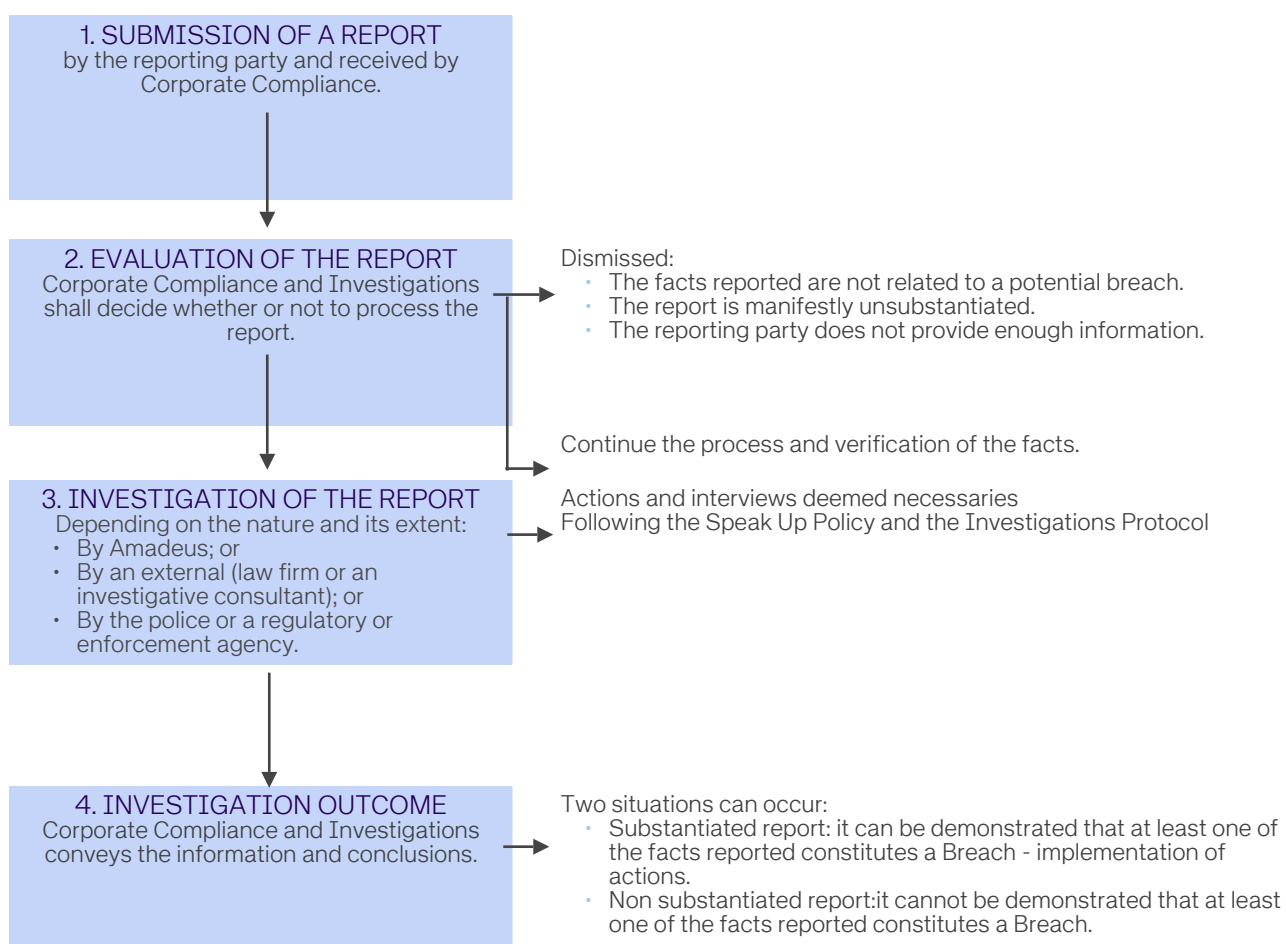 1. SUBMISSION OF A REPORT
by the reporting party and received by
Corporate Compliance.
2. EVALUATION OF THE REPORT
Corporate Compliance and Investigations
shall decide whether or not to process the
report.
Dismissed:
• The facts reported are not related to a potential breach.
• The report is manifestly unsubstantiated.
• The reporting party does not provide enough information.
Continue the process and verification of the facts.
3. INVESTIGATION OF THE REPORT
Depending on the nature and its extent:
• By Amadeus; or
• By an external (law firm or an
investigative consultant); or
• By the police or a regulatory or
enforcement agency.
Actions and interviews deemed necessaries
Following the Speak Up Policy and the Investigations Protocol
4. INVESTIGATION OUTCOME
Corporate Compliance and Investigations
conveys the information and conclusions.
Two situations can occur:
• Substantiated report: it can be demonstrated that at least one of
the facts reported constitutes a Breach - implementation of
actions.
• Non substantiated report:it cannot be demonstrated that at least
one of the facts reported constitutes a Breach.